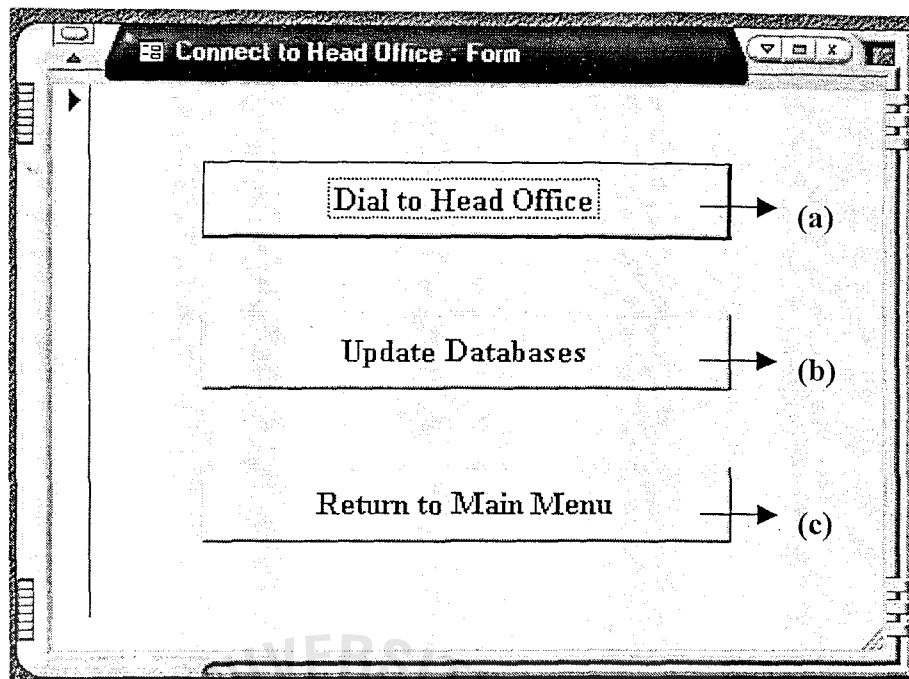 Connect to Head Office : Form
Dial to Head Office
(a)
Update Databases
(b)
Return to Main Menu
(c)